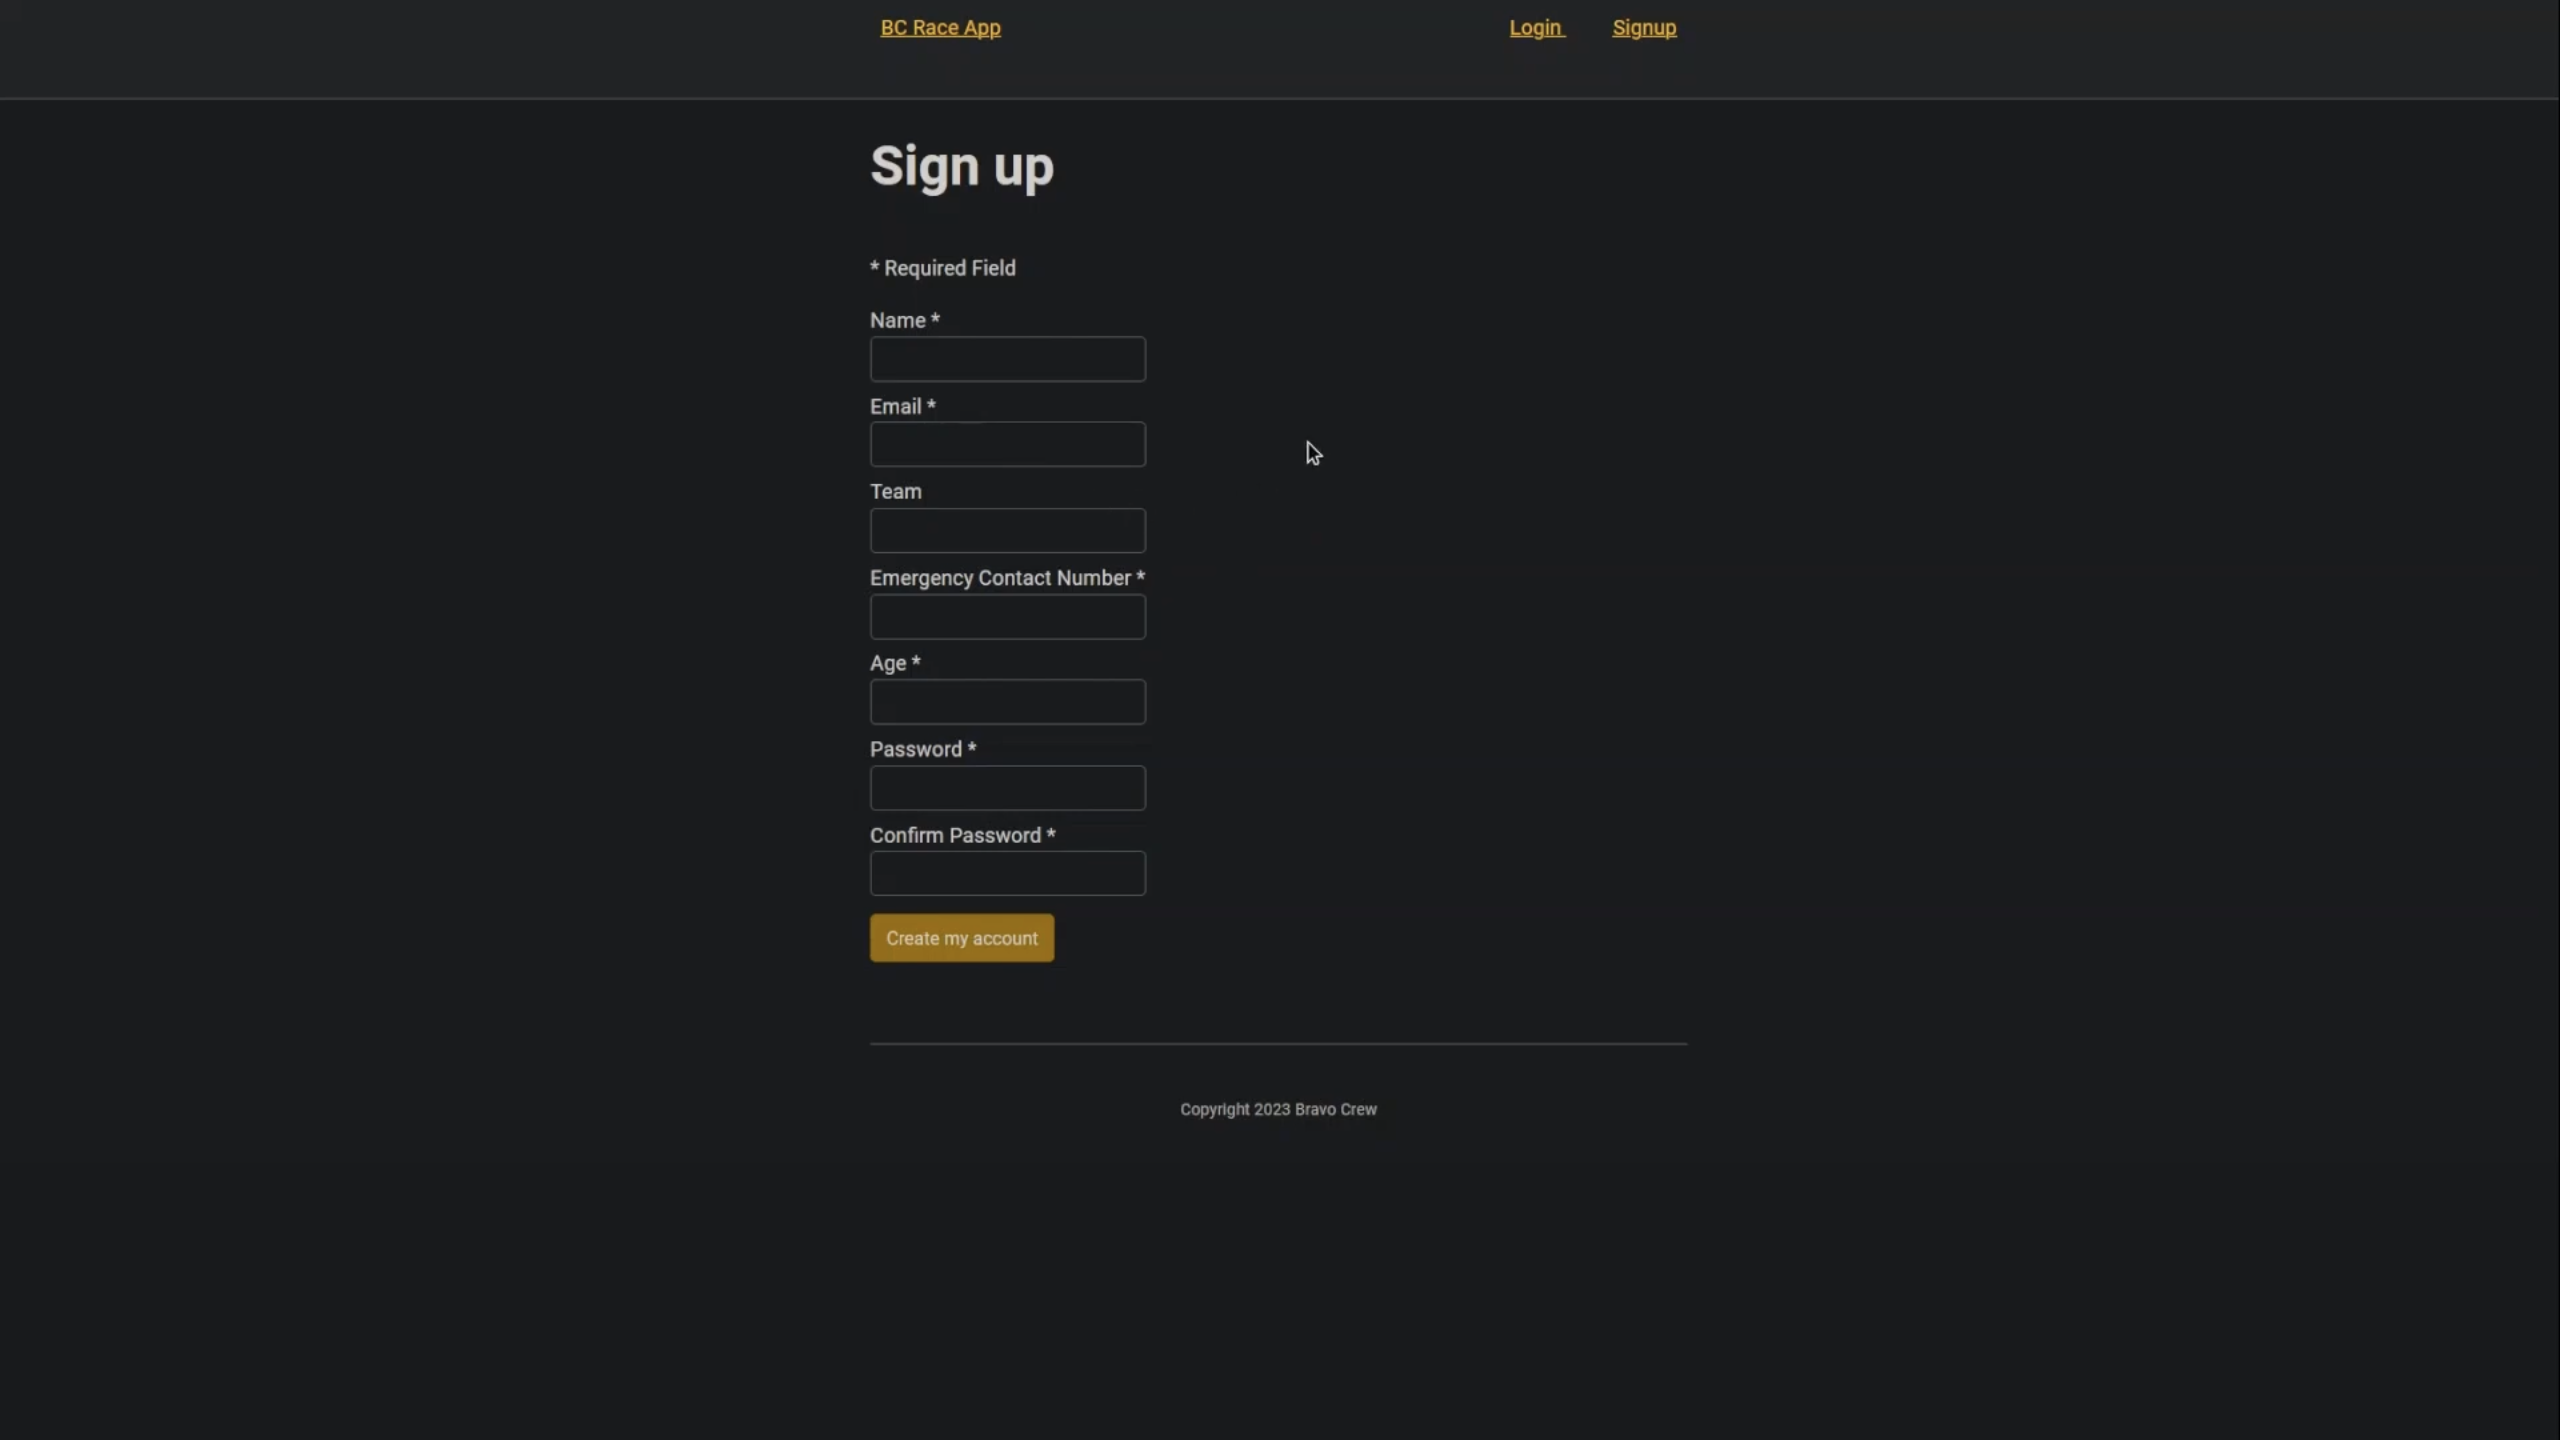 BC Race App
Login
Signup
Sign up
* Required Field
Name *
Email *
Team
Emergency Contact Number *
Age *
Password *
Confirm Password *
Create my account
Copyright 2023 Bravo Crew